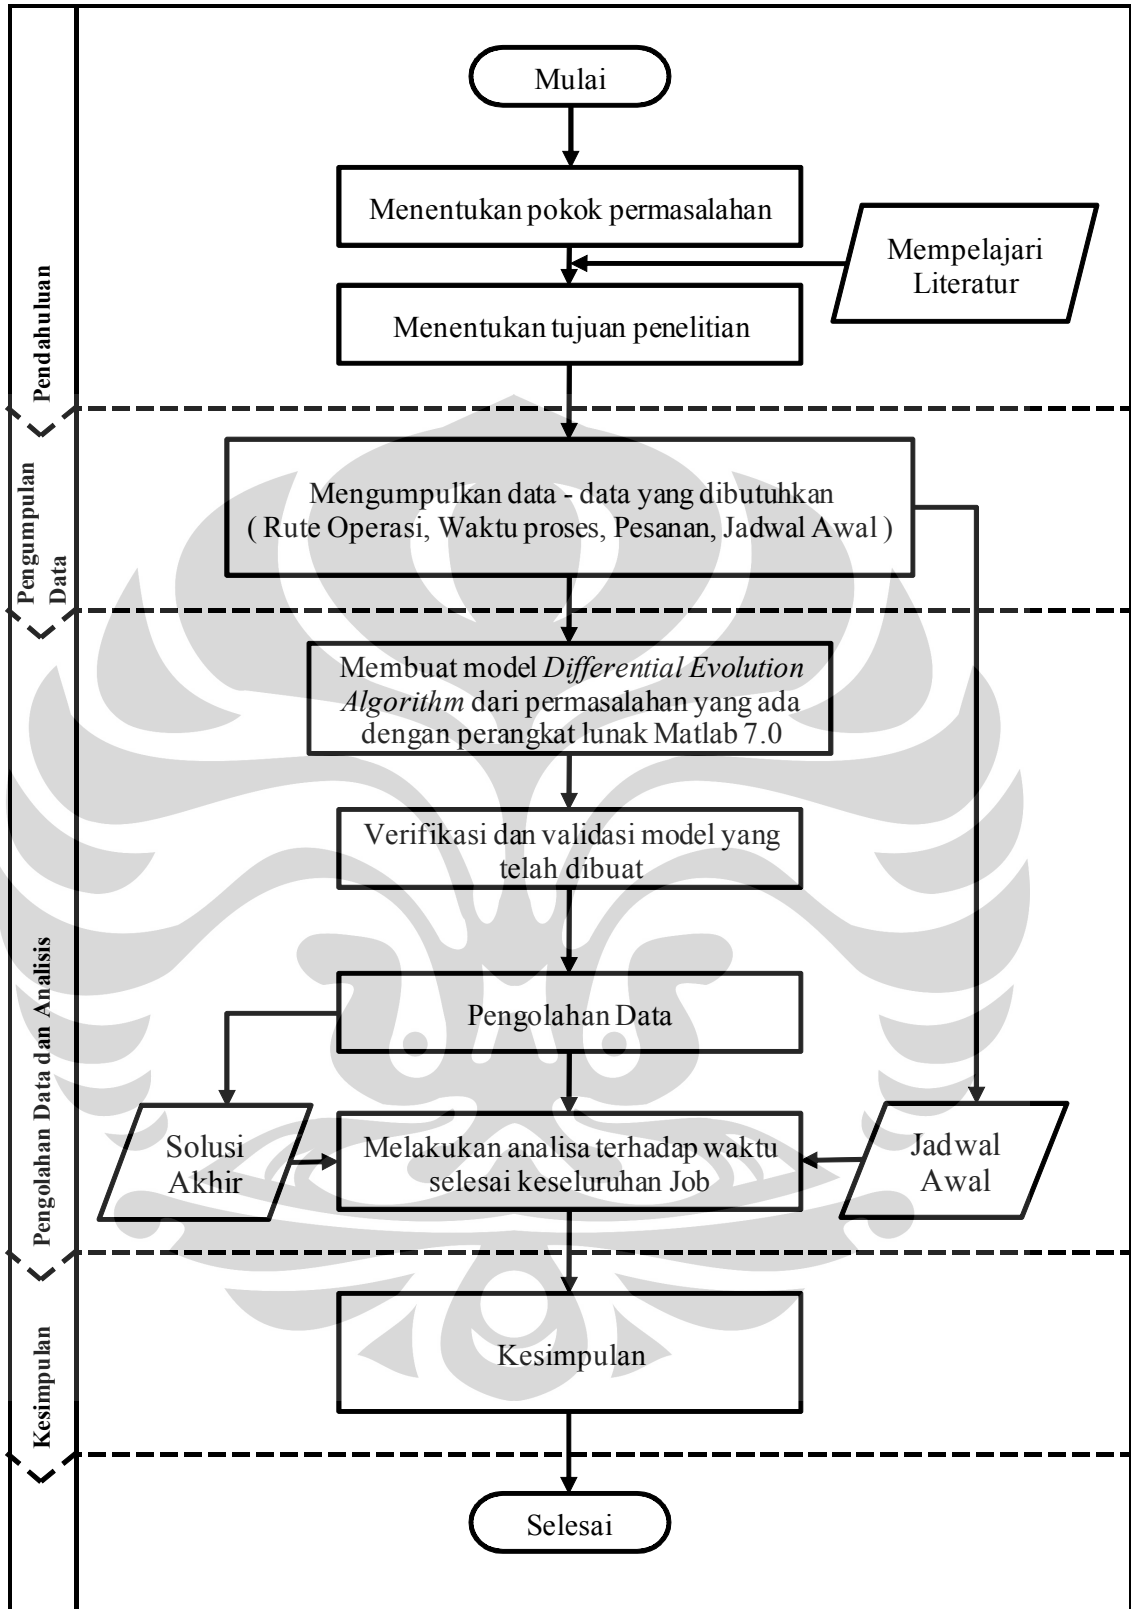 Mulai
Menentukan pokok permasalahan
Mempelajari
Literatur
Menentukan tujuan penelitian
Pendahuluan
Mengumpulkan data - data yang dibutuhkan
( Rute Operasi, Waktu proses, Pesanan, Jadwal Awal )
Pengumpulan
Data
Membuat model Differential Evolution
Algorithm dari permasalahan yang ada
dengan perangkat lunak Matlab 7.0
Verifikasi dan validasi model yang
telah dibuat
Pengolahan Data
Solusi
Akhir
Melakukan analisa terhadap waktu
selesai keseluruhan Job
Jadwal
Awal
Pengolahan Data dan Analisis
Kesimpulan
Kesimpulan
Selesai